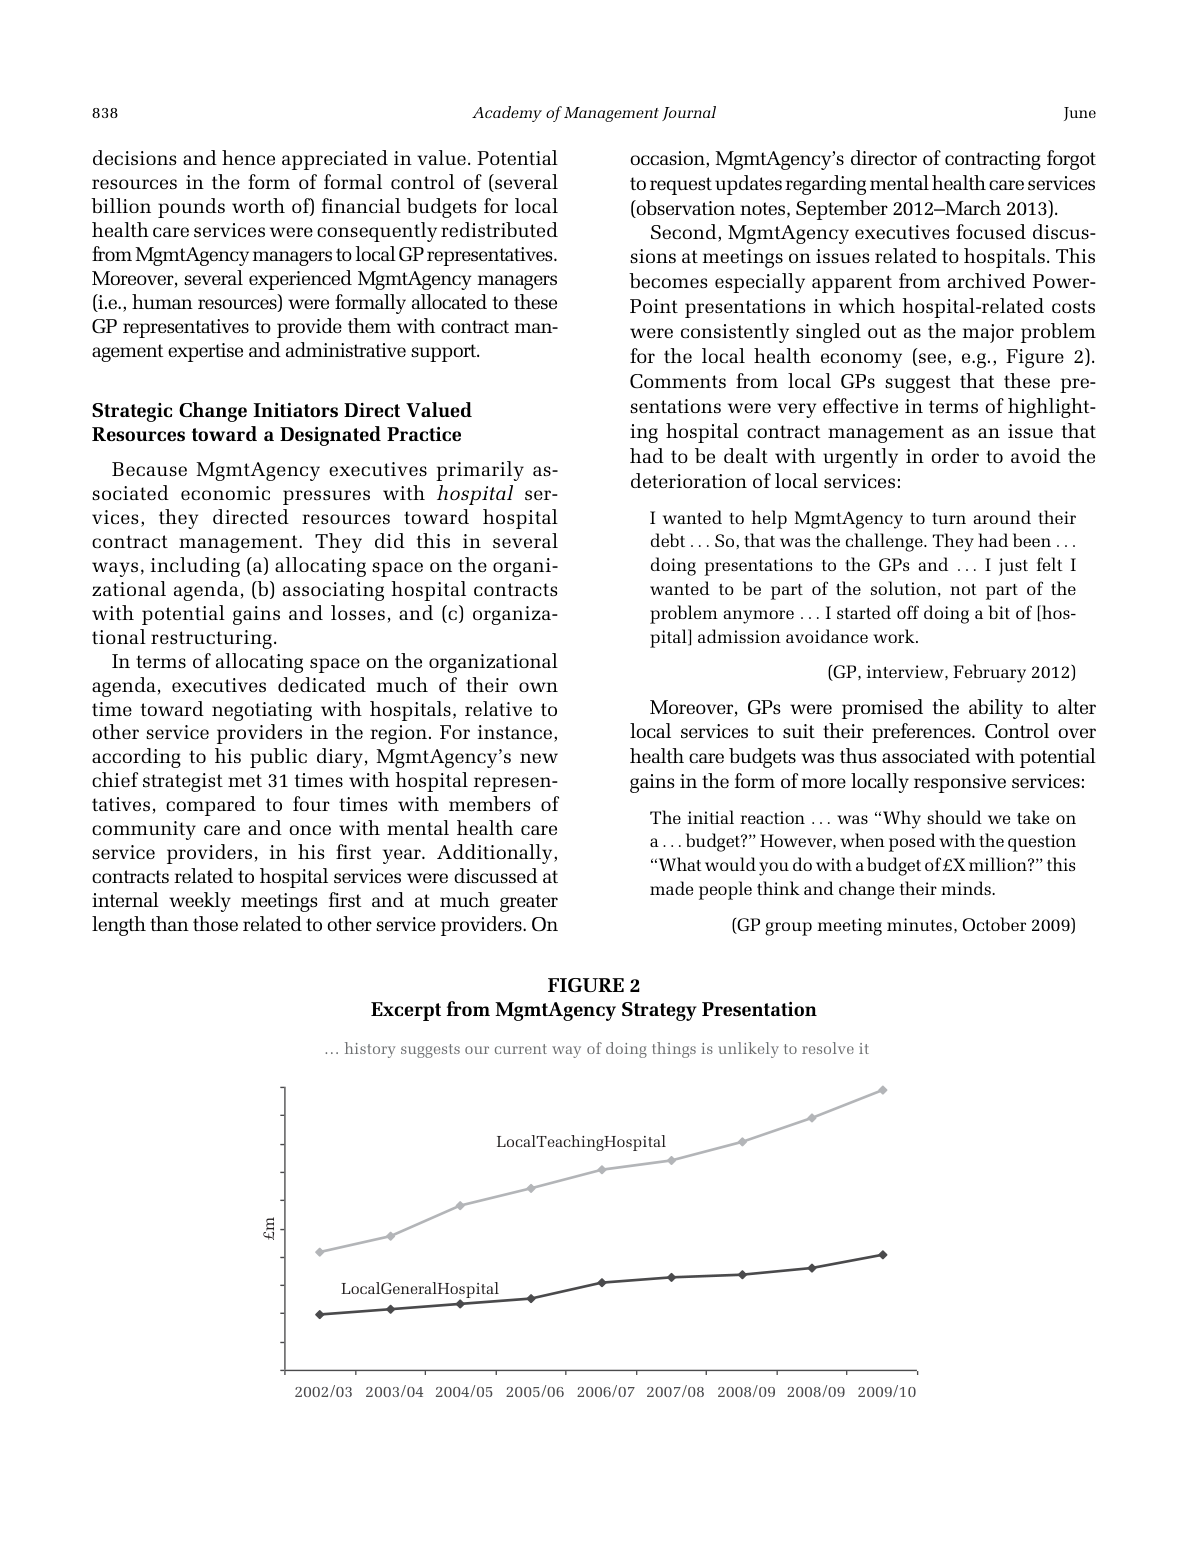 838
Academy of Management Journal
June
decisions and hence appreciated in value. Potential
resources in the form of formal control of (several
billion pounds worth of) financial budgets for local
health care services were consequently redistributed
from MgmtAgency managers to local GP representatives.
Moreover, several experienced MgmtAgency managers
(i.e., human resources) were formally allocated to these
GP representatives to provide them with contract man-
agement expertise and administrative support.
Strategic Change Initiators Direct Valued
Resources toward a Designated Practice
Because MgmtAgency executives primarily as-
sociated economic pressures with hospital ser-
vices, they directed resources toward hospital
contract management. They did this in several
ways, including (a) allocating space on the organi-
zational agenda, (b) associating hospital contracts
with potential gains and losses, and (c) organiza-
tional restructuring.
In terms of allocating space on the organizational
agenda, executives dedicated much of their own
time toward negotiating with hospitals, relative to
other service providers in the region. For instance,
according to his public diary, MgmtAgency's new
chief strategist met 31 times with hospital represen-
tatives, compared to four times with members of
community care and once with mental health care
service providers, in his first year. Additionally,
contracts related to hospital services were discussed at
internal weekly meetings first and at much greater
length than those related to other service providers. On
occasion, MgmtAgency's director of contracting forgot
to request updates regarding mental health care services
(observation notes, September 2012–March 2013).
Second, MgmtAgency executives focused discus-
sions at meetings on issues related to hospitals. This
becomes especially apparent from archived Power-
Point presentations in which hospital-related costs
were consistently singled out as the major problem
for the local health economy (see, e.g., Figure 2).
Comments from local GPs suggest that these pre-
sentations were very effective in terms of highlight-
ing hospital contract management as an issue that
had to be dealt with urgently in order to avoid the
deterioration of local services:
I wanted to help MgmtAgency to turn around their
debt ... So, that was the challenge. They had been ...
doing presentations to the GPs and ... I just felt I
wanted to be part of the solution, not part of the
problem anymore ... I started off doing a bit of [hos-
pital] admission avoidance work.
(GP, interview, February 2012)
Moreover, GPs were promised the ability to alter
local services to suit their preferences. Control over
health care budgets was thus associated with potential
gains in the form of more locally responsive services:
The initial reaction ... was “Why should we take on
a ... budget?” However, when posed with the question
“What would you do with a budget of £X million?” this
made people think and change their minds.
(GP group meeting minutes, October 2009)
FIGURE 2
Excerpt from MgmtAgency Strategy Presentation
... history suggests our current way of doing things is unlikely to resolve it
LocalTeachingHospital
£m
LocalGeneralHospital
2002/03 2003/04 2004/05 2005/06 2006/07 2007/08 2008/09 2008/09 2009/10